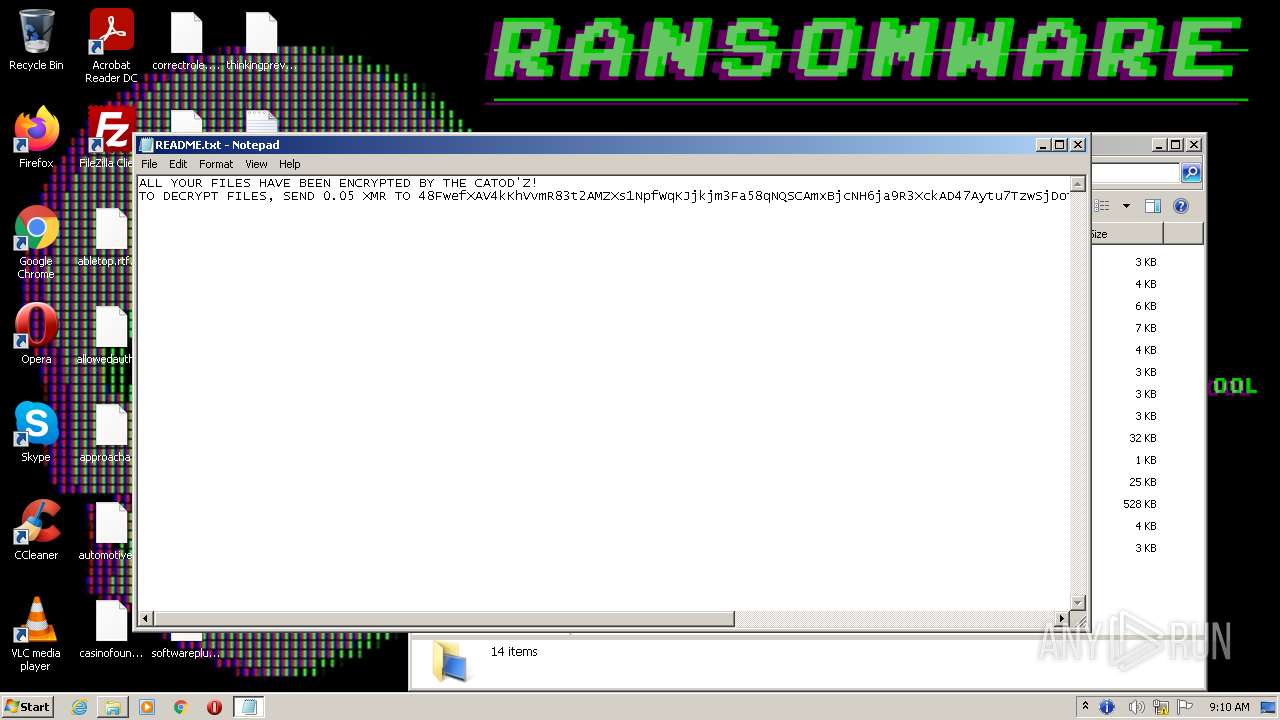 RANSOMWARE
Recycle Bin
Acrobat
Reader DC
correctrole....
thinkingprev...
Firefox
FileZilla Clie
README.txt - Notepad
File Edit Format View Help
ALL YOUR FILES HAVE BEEN ENCRYPTED BY THE CATOD'Z!
TO DECRYPT FILES, SEND 0.05 XMR TO
Google
Chrome
abletop.rtf.
Opera
allowedauth
Skype
approacha
CCleaner
automotive
VLC media
player
casinofoun...
softwareplu...
Size
3 KB
4 KB
6 KB
7 KB
4 KB
3 KB
3 KB
3 KB
32 KB
1 KB
25 KB
528 KB
4 KB
3 KB
OOL
14 items
ANY RUN
Start
9:10 AM